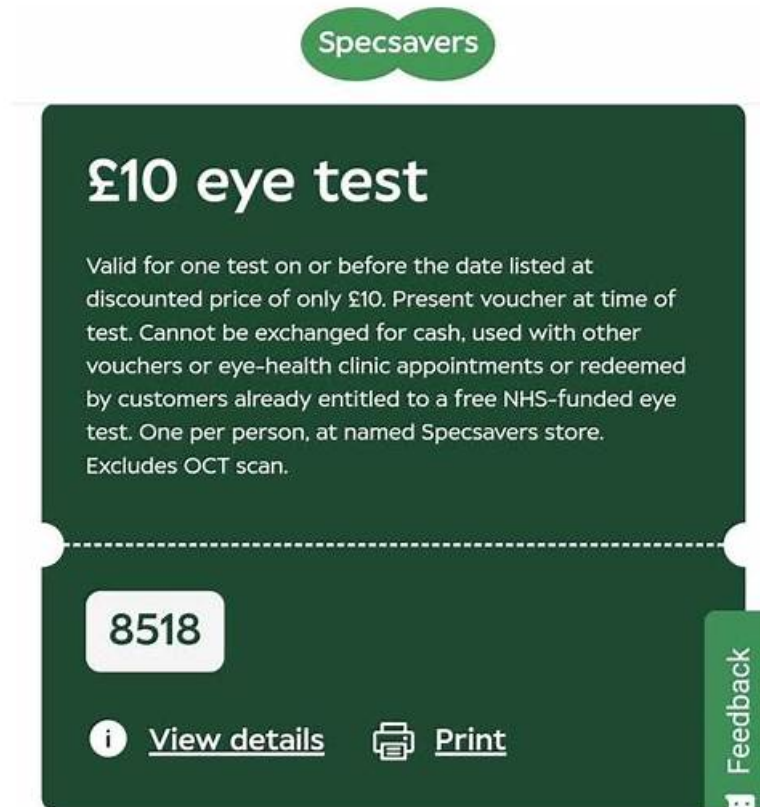 Specsavers
£10 eye test
Valid for one test on or before the date listed at
discounted price of only £10. Present voucher at time of
test. Cannot be exchanged for cash, used with other
vouchers or eye-health clinic appointments or redeemed
by customers already entitled to a free NHS-funded eye
test. One per person, at named Specsavers store.
Excludes OCT scan.
8518
View details
Print
Feedback